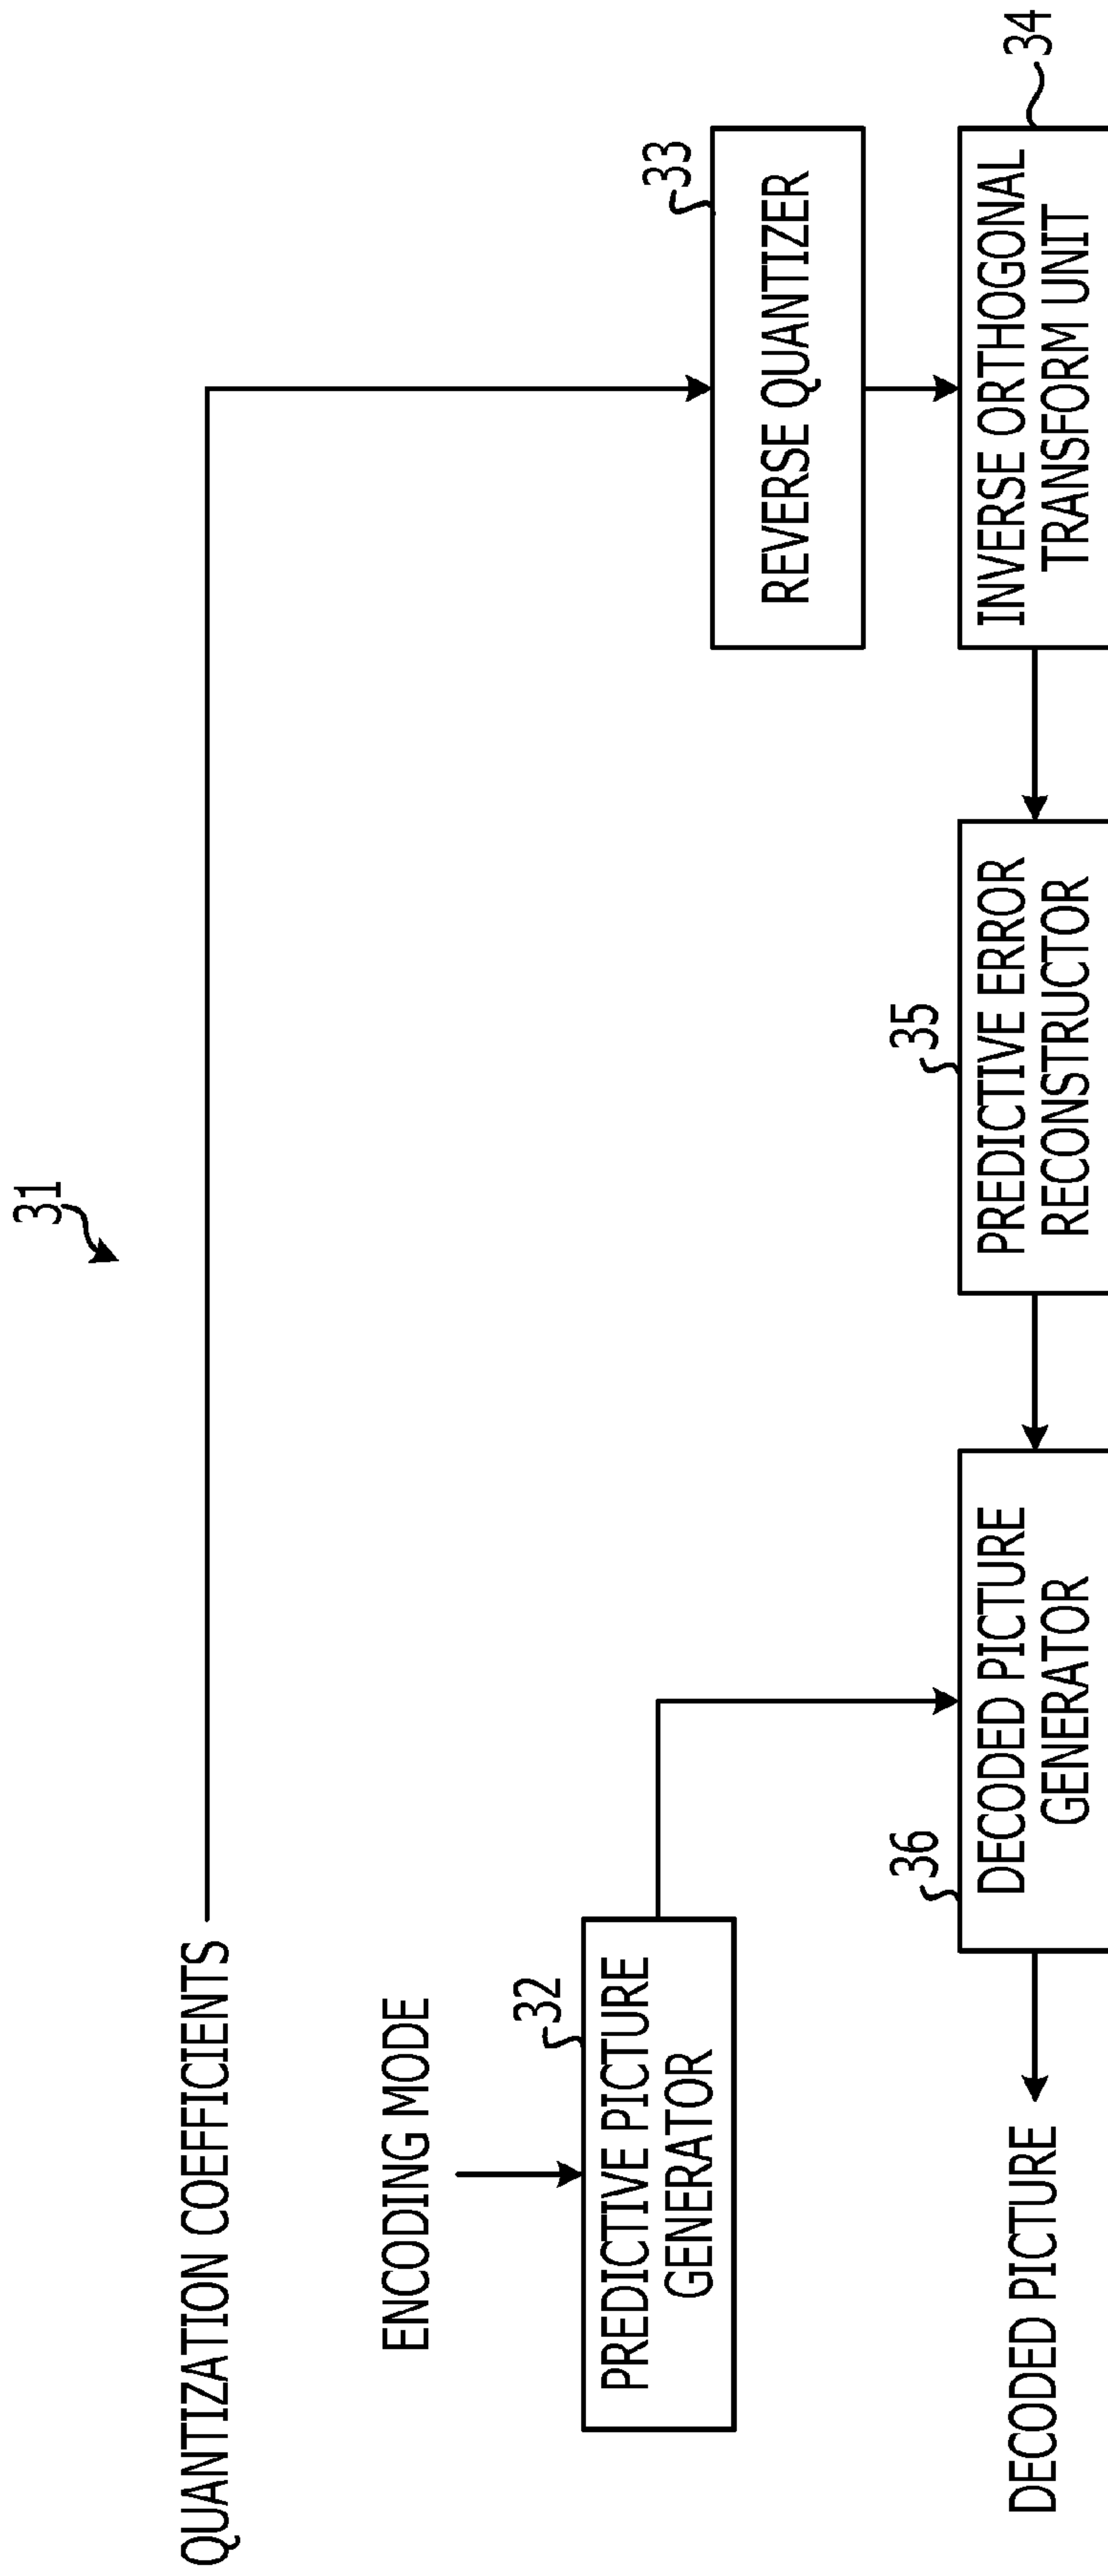 31
QUANTIZATION COEFFICIENTS
ENCODING MODE
32
PREDICTIVE PICTURE
GENERATOR
33
REVERSE QUANTIZER
34
INVERSE ORTHOGONAL
TRANSFORM UNIT
35
PREDICTIVE ERROR
RECONSTRUCTOR
36
DECODED PICTURE
GENERATOR
DECODED PICTURE